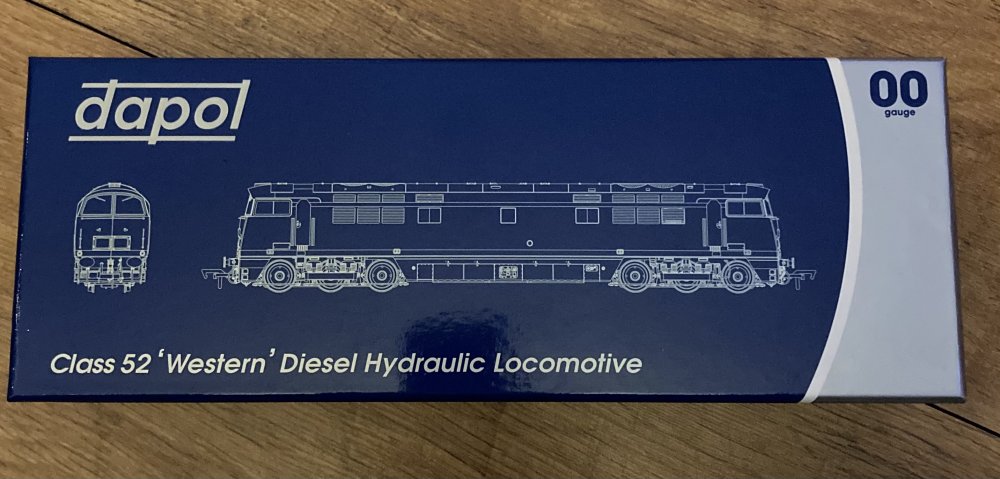 dapol
00
gauge
Class 52 ‘Western’ Diesel Hydraulic Locomotive